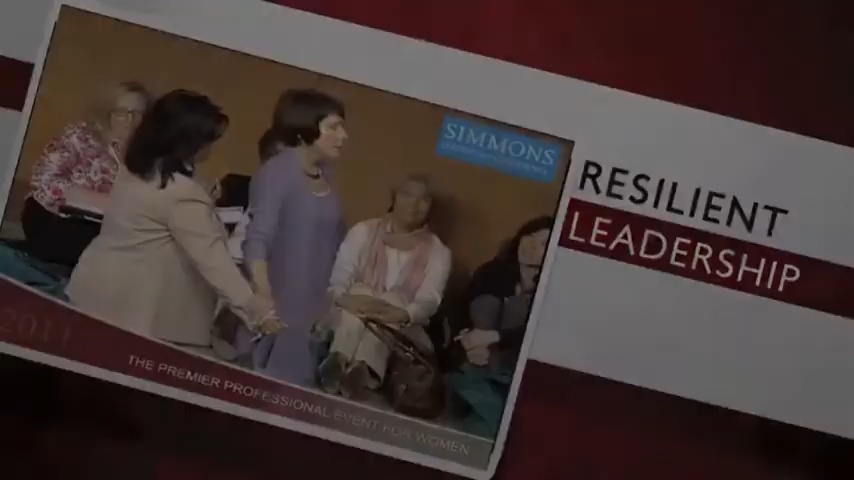 SIMMONS
RESILIENT
LEADERSHIP
2011
THE PREMIER PROFESSIONAL EVENT FOR WOMEN